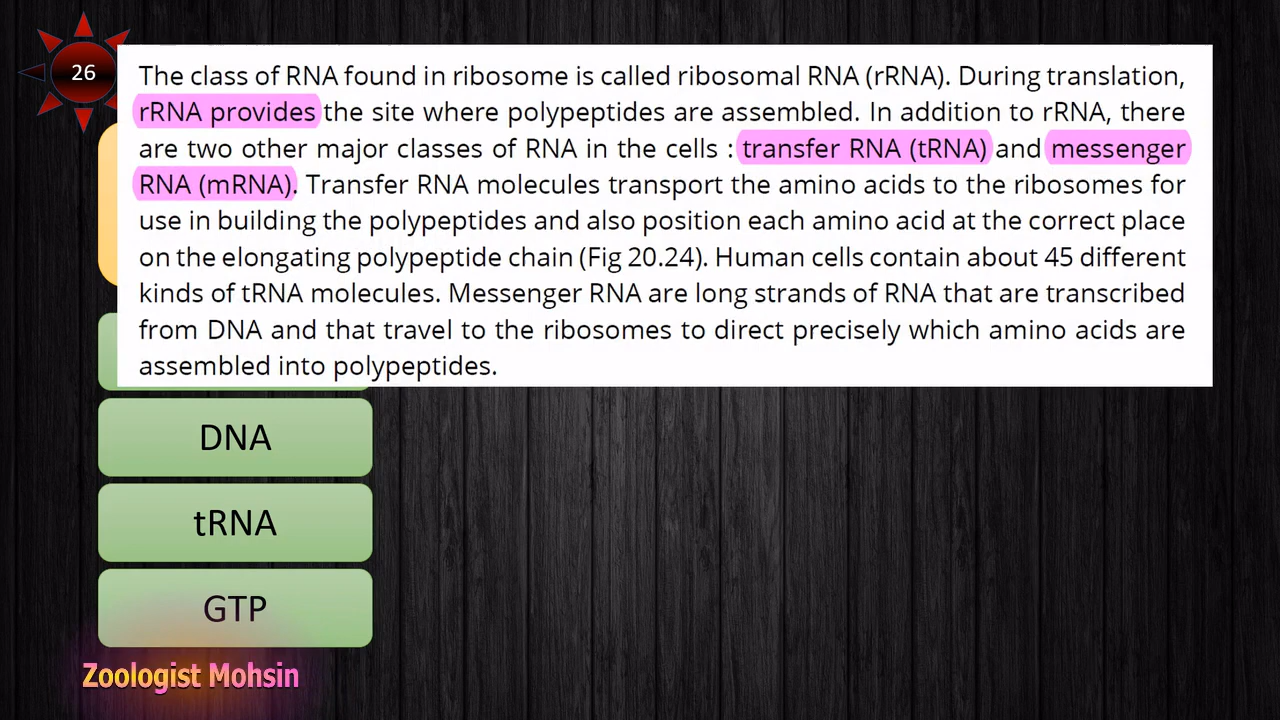 26
The class of RNA found in ribosome is called ribosomal RNA (rRNA). During translation,
rRNA provides the site where polypeptides are assembled. In addition to rRNA, there
are two other major classes of RNA in the cells : transfer RNA (tRNA) and messenger
RNA (mRNA). Transfer RNA molecules transport the amino acids to the ribosomes for
use in building the polypeptides and also position each amino acid at the correct place
on the elongating polypeptide chain (Fig 20.24). Human cells contain about 45 different
kinds of tRNA molecules. Messenger RNA are long strands of RNA that are transcribed
from DNA and that travel to the ribosomes to direct precisely which amino acids are
assembled into polypeptides.
DNA
tRNA
GTP
Zoologist Mohsin